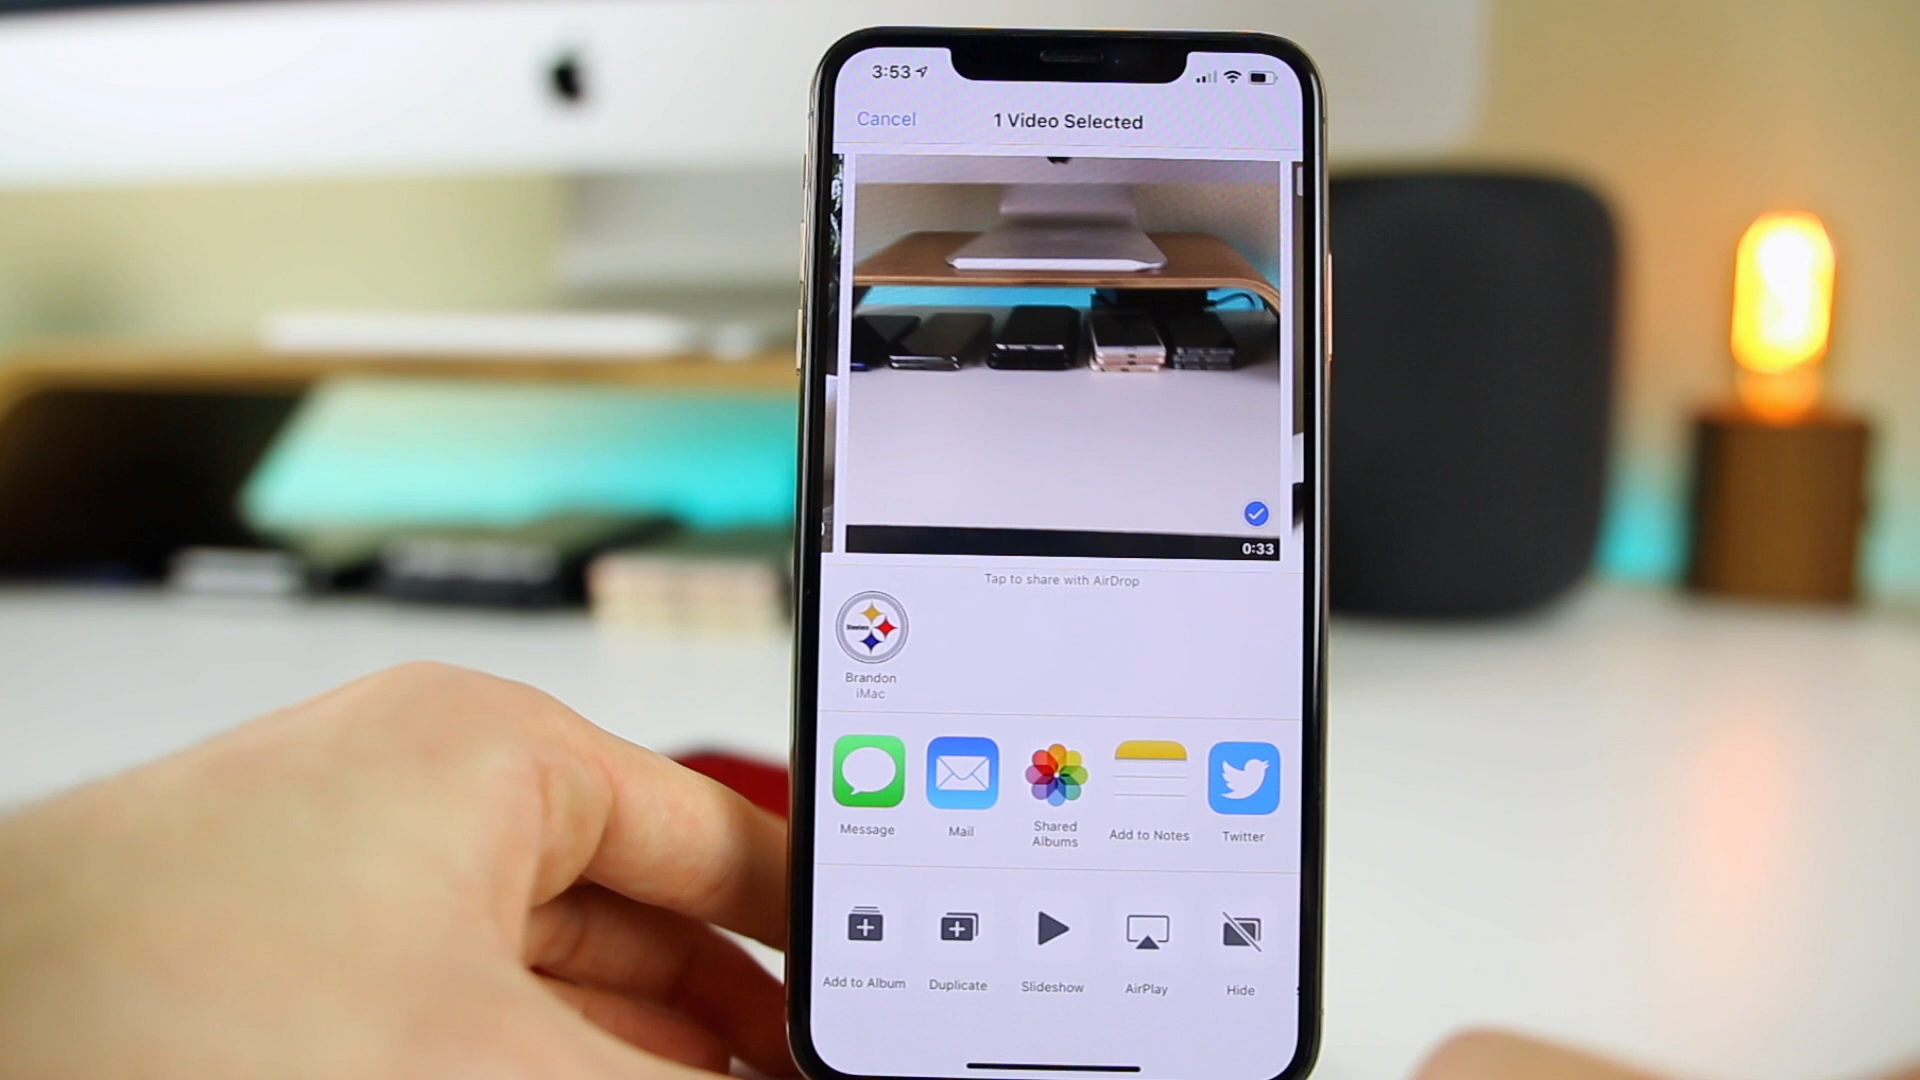 3:53
Cancel
1 Video Selected
0:33
Tap to share with AirDrop
Steelers
Brandon
iMac
Message
Mail
Shared
Albums
Add to Notes
Twitter
Add to Album
Duplicate
Slideshow
AirPlay
Hide